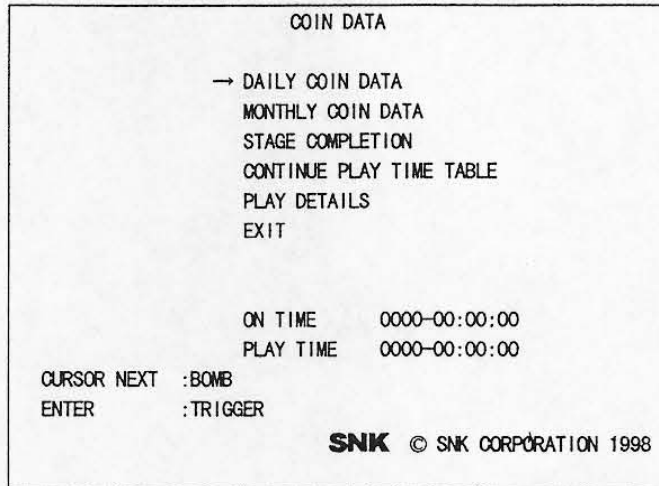 COIN DATA
→ DAILY COIN DATA
MONTHLY COIN DATA
STAGE COMPLETION
CONTINUE PLAY TIME TABLE
PLAY DETAILS
EXIT
ON TIME 0000-00:00:00
PLAY TIME 0000-00:00:00
CURSOR NEXT :BOMB
ENTER :TRIGGER
SNK © SNK CORPORATION 1998